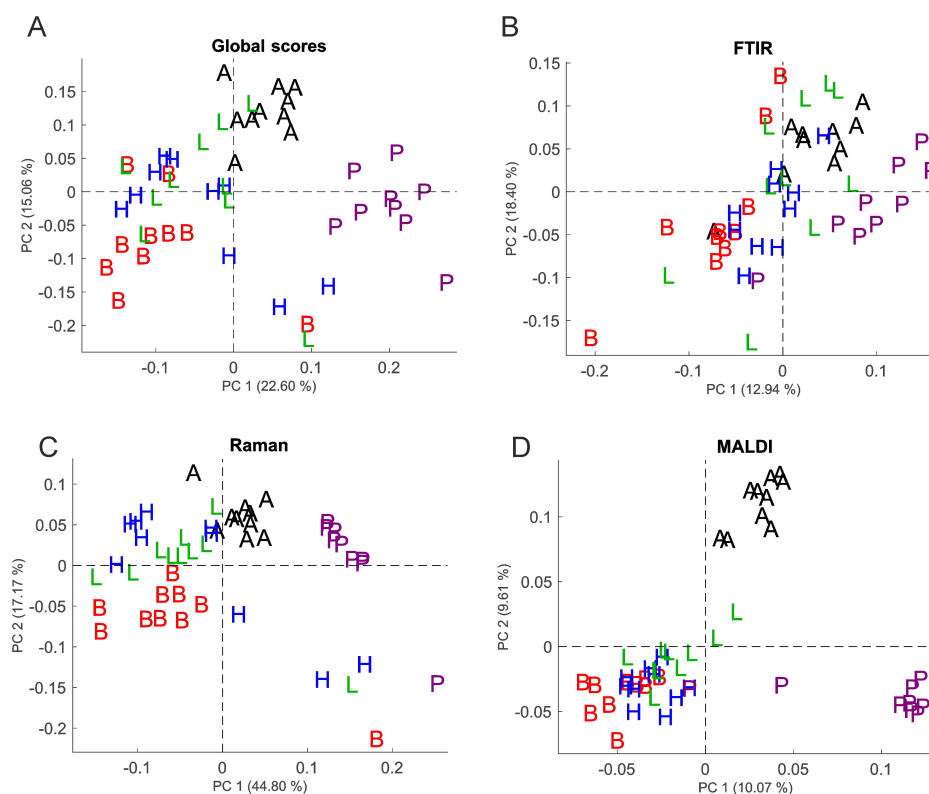 A
Global scores
0.15
0.1
0.05
0
-0.05
-0.1
-0.15
-0.2
PC 2 (15.06 %)
-0.1
0
0.1
0.2
PC 1 (22.60 %)
A
A
A
A
A
A
A
A
A
A
L
L
L
L
L
L
L
L
L
L
H
H
H
H
H
H
H
H
H
H
B
B
B
B
B
B
B
B
B
B
P
P
P
P
P
P
P
P
P
B
FTIR
0.15
0.1
0.05
0
-0.05
-0.1
-0.15
PC 2 (18.40 %)
-0.2
-0.1
0
0.1
PC 1 (12.94 %)
B
B
B
B
B
B
B
B
B
B
L
L
L
L
L
L
L
L
L
L
A
A
A
A
A
A
A
A
A
A
H
H
H
H
H
H
H
H
H
H
P
P
P
P
P
P
P
P
P
C
Raman
0.1
0.05
0
-0.05
-0.1
-0.15
-0.2
PC 2 (17.17 %)
-0.1
0
0.1
0.2
PC 1 (44.80 %)
A
A
A
A
A
A
A
A
A
A
H
H
H
H
H
H
H
H
H
H
L
L
L
L
L
L
L
L
L
L
B
B
B
B
B
B
B
B
B
B
P
P
P
P
P
P
P
P
P
D
MALDI
0.1
0.05
0
-0.05
PC 2 (9.61 %)
-0.05
0
0.05
0.1
PC 1 (10.07 %)
A
A
A
A
A
A
A
A
A
A
L
L
L
L
L
L
L
L
L
L
H
H
H
H
H
H
H
H
H
H
B
B
B
B
B
B
B
B
B
P
P
P
P
P
P
P
P
P